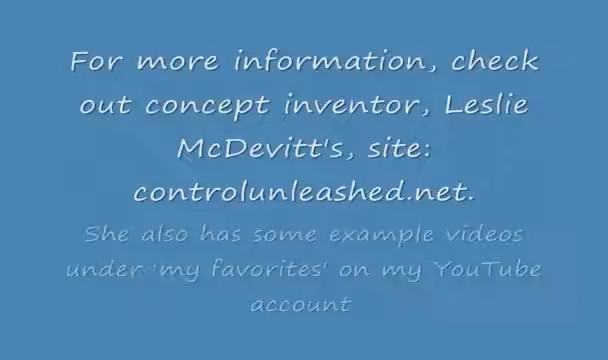 For more information, check
out concept inventor, Leslie
McDevitt's, site:
controlunleashed.net.
She also has some example videos
under 'my favorites' on my YouTube
account